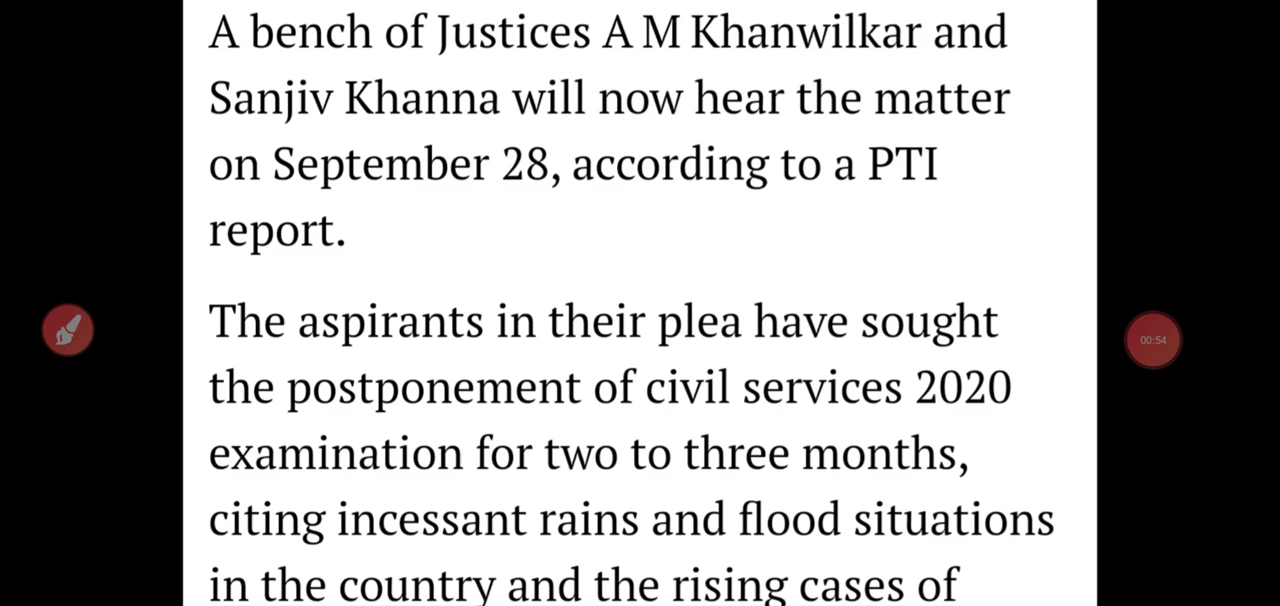 A bench of Justices A M Khanwilkar and
Sanjiv Khanna will now hear the matter
on September 28, according to a PTI
report.
The aspirants in their plea have sought
the postponement of civil services 2020
examination for two to three months,
citing incessant rains and flood situations
in the country and the rising cases of
00:54